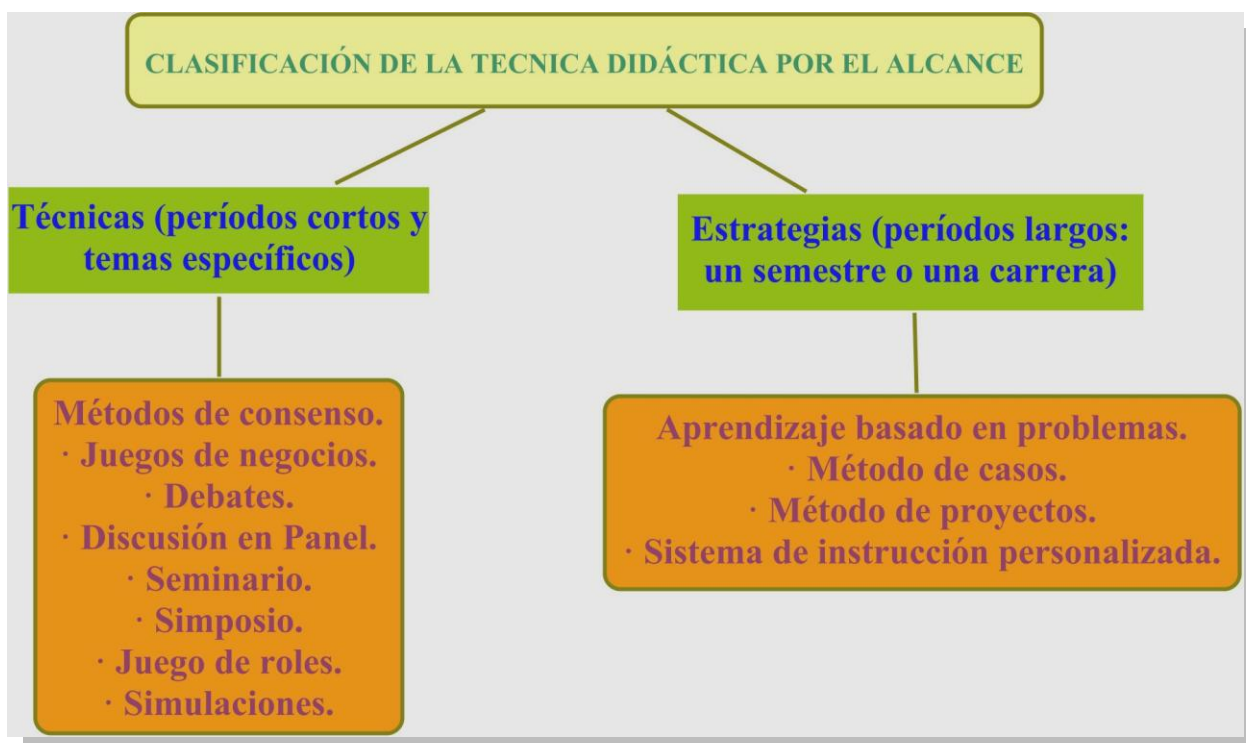 CLASIFICACIÓN DE LA TECNICA DIDÁCTICA POR EL ALCANCE
Técnicas (períodos cortos y
temas específicos)
Estrategias (períodos largos:
un semestre o una carrera)
Métodos de consenso.
· Juegos de negocios.
· Debates.
· Discusión en Panel.
· Seminario.
· Simposio.
· Juego de roles.
· Simulaciones.
Aprendizaje basado en problemas.
· Método de casos.
· Método de proyectos.
· Sistema de instrucción personalizada.